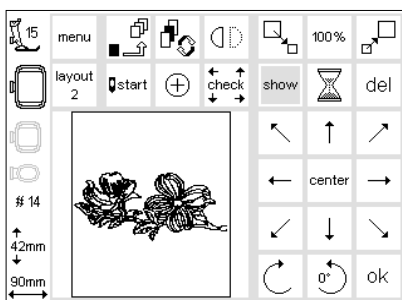 15
menu
100%
layout
2
start
check
show
del
# 14
center
42mm
90mm
0°
ok